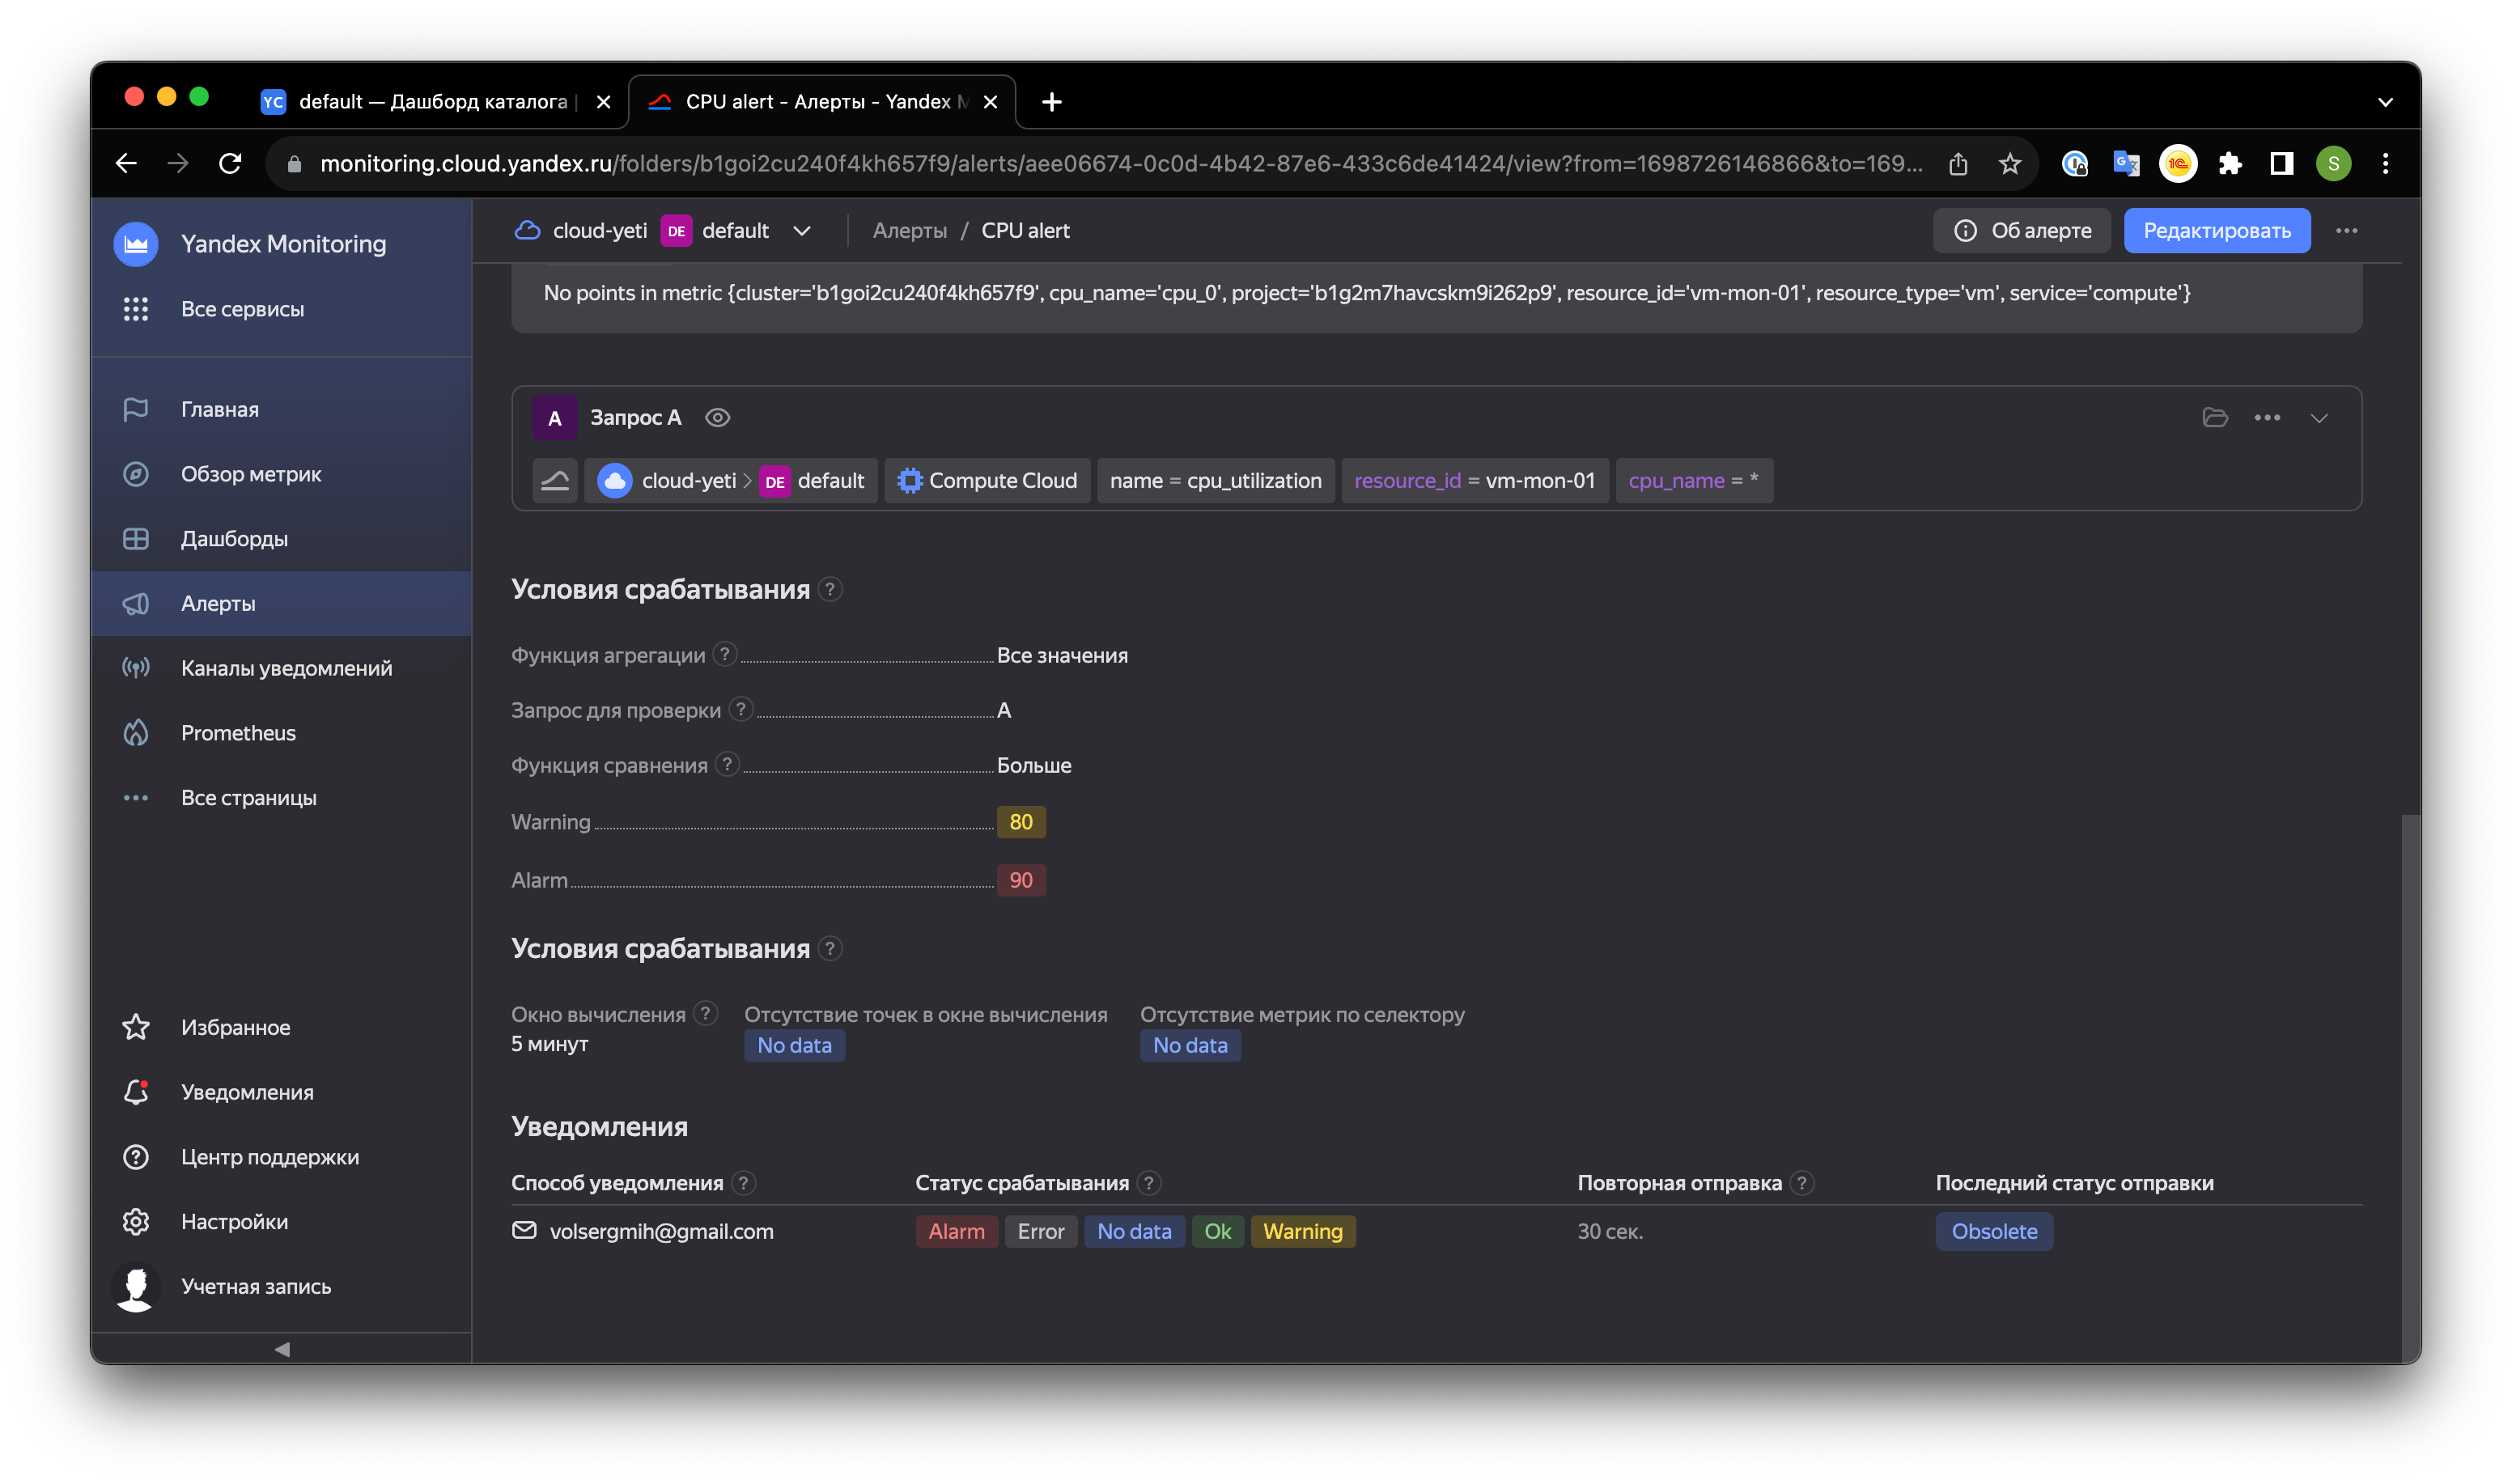 YC default — Дашборд каталога |
CPU alert - Алерты - Yandex M
monitoring.cloud.yandex.ru/folders/b1goi2cu240f4kh657f9/alerts/aee06674-0c0d-4b42-87e6-433c6de41424/view?from=1698726146866&to=169...
S
Yandex Monitoring
Все сервисы
Главная
Обзор метрик
Дашборды
Алерты
Каналы уведомлений
Prometheus
Все страницы
Избранное
Уведомления
Центр поддержки
Настройки
Учетная запись
cloud-yeti DE default
Алерты / CPU alert
Об алерте
Редактировать
No points in metric {cluster='b1goi2cu240f4kh657f9', cpu_name='cpu_0', project='b1g2m7havcskm9i262p9', resource_id='vm-mon-01', resource_type='vm', service='compute'}
A Запрос A
cloud-yeti > DE default Compute Cloud name = cpu_utilization resource_id = vm-mon-01 cpu_name = *
Условия срабатывания ?
Функция агрегации ? Все значения
Запрос для проверки ? A
Функция сравнения ? Больше
Warning 80
Alarm 90
Условия срабатывания ?
Окно вычисления ? Отсутствие точек в окне вычисления Отсутствие метрик по селектору
5 минут No data No data
Уведомления
Способ уведомления ? Статус срабатывания ? Повторная отправка ? Последний статус отправки
volsergmih@gmail.com Alarm Error No data Ok Warning 30 сек. Obsolete